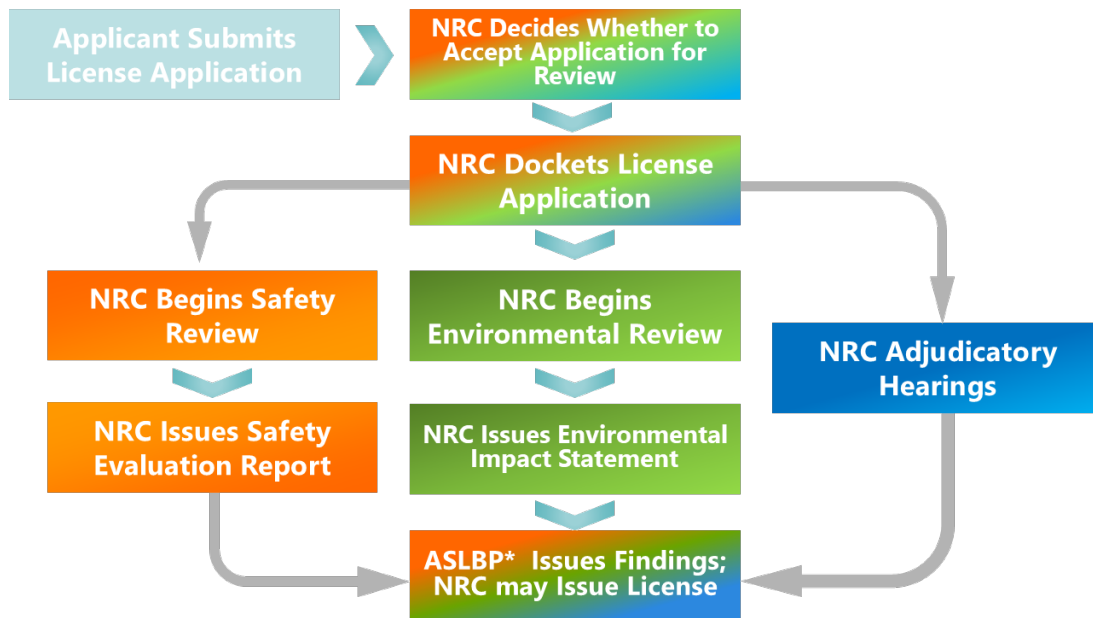 Applicant Submits
License Application
NRC Decides Whether to
Accept Application for
Review
NRC Dockets License
Application
NRC Begins Safety
Review
NRC Begins
Environmental Review
NRC Adjudicatory
Hearings
NRC Issues Safety
Evaluation Report
NRC Issues Environmental
Impact Statement
ASLBP* Issues Findings;
NRC may Issue License